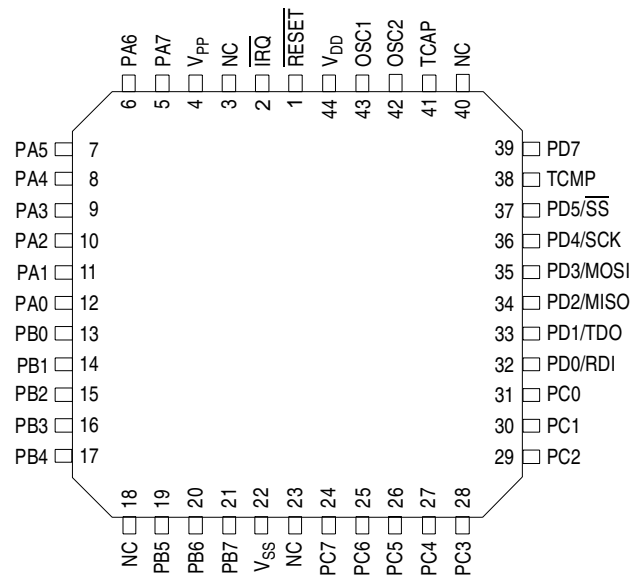 PA6 PA7 VPP NC I̅R̅Q̅ R̅E̅S̅E̅T̅ VDD OSC1 OSC2 TCAP NC
6 5 4 3 2 1 44 43 42 41 40
PA5 7 39 PD7
PA4 8 38 TCMP
PA3 9 37 PD5/S̅S̅
PA2 10 36 PD4/SCK
PA1 11 35 PD3/MOSI
PA0 12 34 PD2/MISO
PB0 13 33 PD1/TDO
PB1 14 32 PD0/RDI
PB2 15 31 PC0
PB3 16 30 PC1
PB4 17 29 PC2
18 19 20 21 22 23 24 25 26 27 28
NC PB5 PB6 PB7 VSS NC PC7 PC6 PC5 PC4 PC3